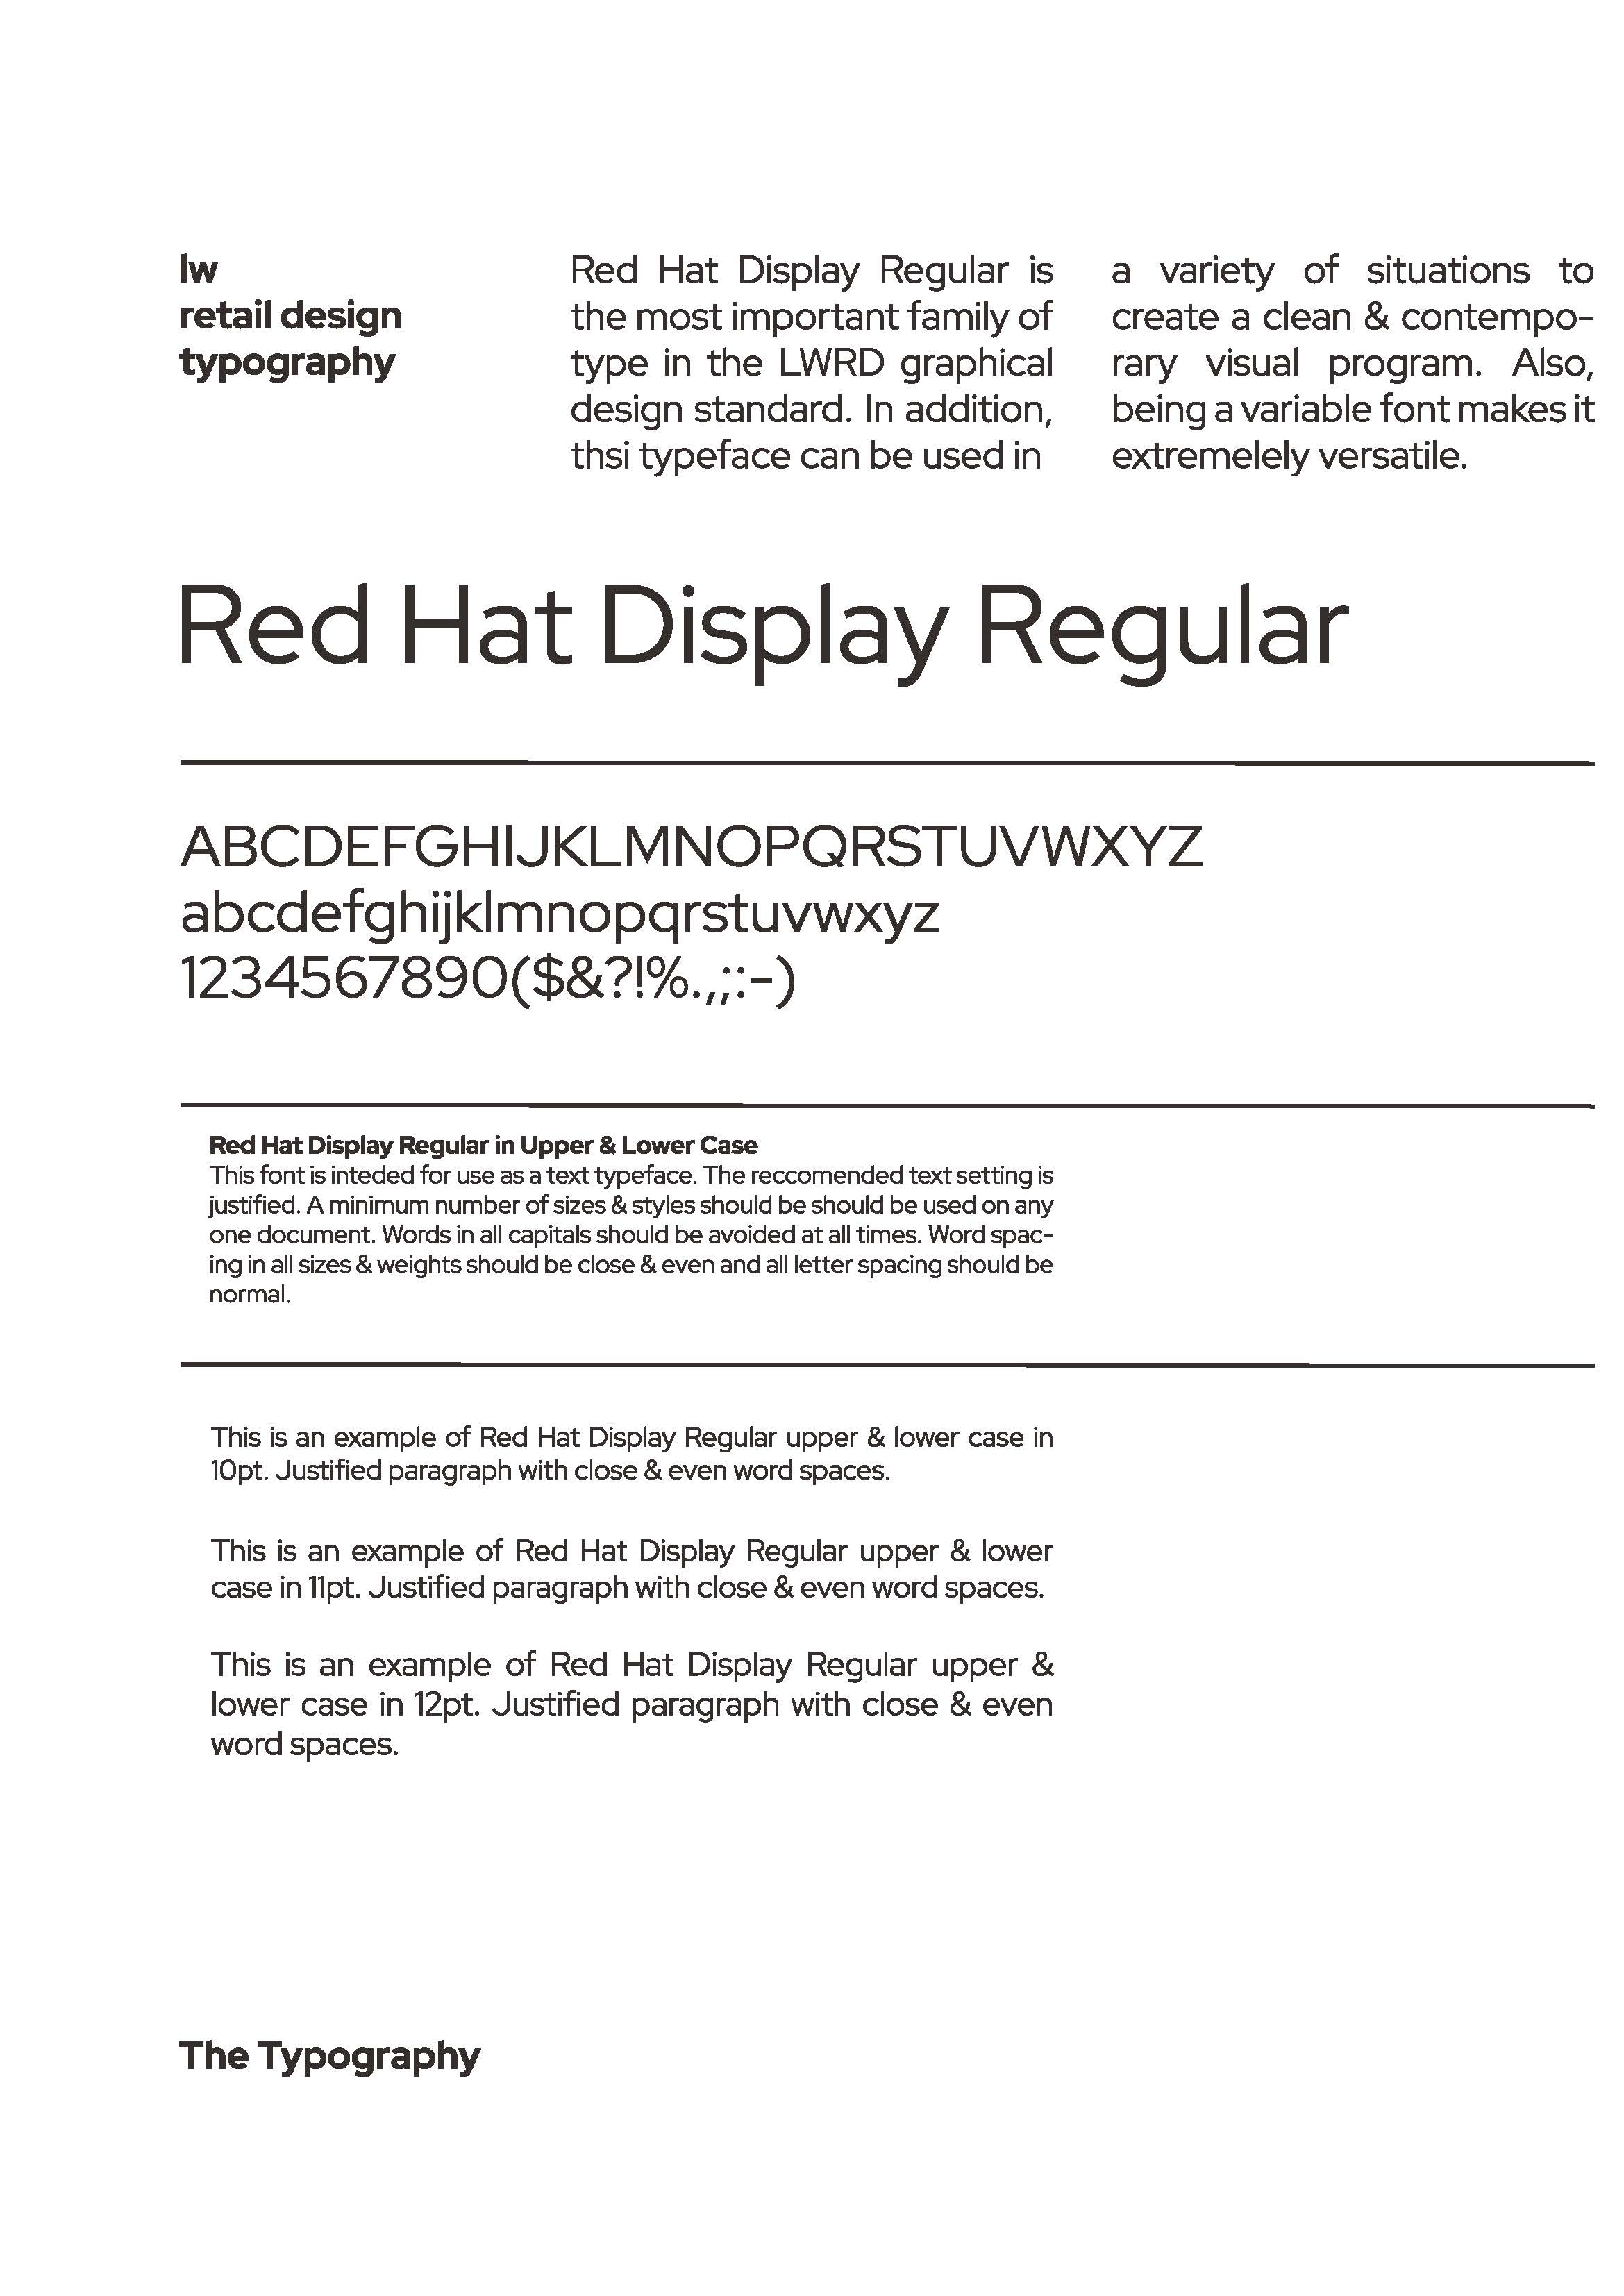 lw
retail design
typography
Red Hat Display Regular is
the most important family of
type in the LWRD graphical
design standard. In addition,
thsi typeface can be used in
a variety of situations to
create a clean & contempo-
rary visual program. Also,
being a variable font makes it
extremelely versatile.
Red Hat Display Regular
ABCDEFGHIJKLMNOPQRSTUVWXYZ
abcdefghijklmnopqrstuvwxyz
1234567890($&?!%.,;:-)
Red Hat Display Regular in Upper & Lower Case
This font is inteded for use as a text typeface. The reccomended text setting is
justified. A minimum number of sizes & styles should be should be used on any
one document. Words in all capitals should be avoided at all times. Word spac-
ing in all sizes & weights should be close & even and all letter spacing should be
normal.
This is an example of Red Hat Display Regular upper & lower case in
10pt. Justified paragraph with close & even word spaces.
This is an example of Red Hat Display Regular upper & lower
case in 11pt. Justified paragraph with close & even word spaces.
This is an example of Red Hat Display Regular upper &
lower case in 12pt. Justified paragraph with close & even
word spaces.
The Typography